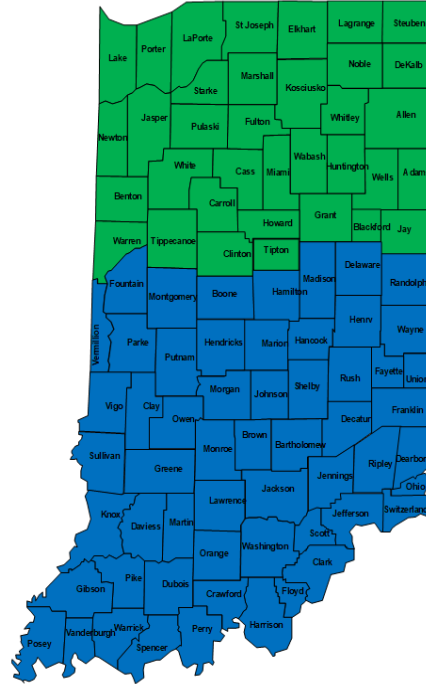 St Joseph
Elkhart
Lagrange
Steuben
LaPorte
Porter
Lake
Noble
DeKalb
Marshall
Kosciusko
Starke
Jasper
Newton
Pulaski
Fulton
Whitley
Allen
White
Cass
Miami
Wabash
Huntington
Wells
Adam
Benton
Carroll
Howard
Grant
Blackford
Jay
Warren
Tippecanoe
Clinton
Tipton
Fountain
Montgomery
Boone
Hamilton
Madison
Delaware
Randolph
Vermillion
Parke
Putnam
Hendricks
Marion
Hancock
Henry
Wayne
Vigo
Clay
Owen
Morgan
Johnson
Shelby
Rush
Fayette
Union
Franklin
Decatur
Sullivan
Greene
Monroe
Brown
Bartholomew
Jennings
Ripley
Dearborn
Ohio
Switzerland
Jefferson
Knox
Daviess
Martin
Lawrence
Jackson
Scott
Orange
Washington
Clark
Gibson
Pike
Dubois
Crawford
Floyd
Harrison
Posey
Vanderburgh
Warrick
Spencer
Perry